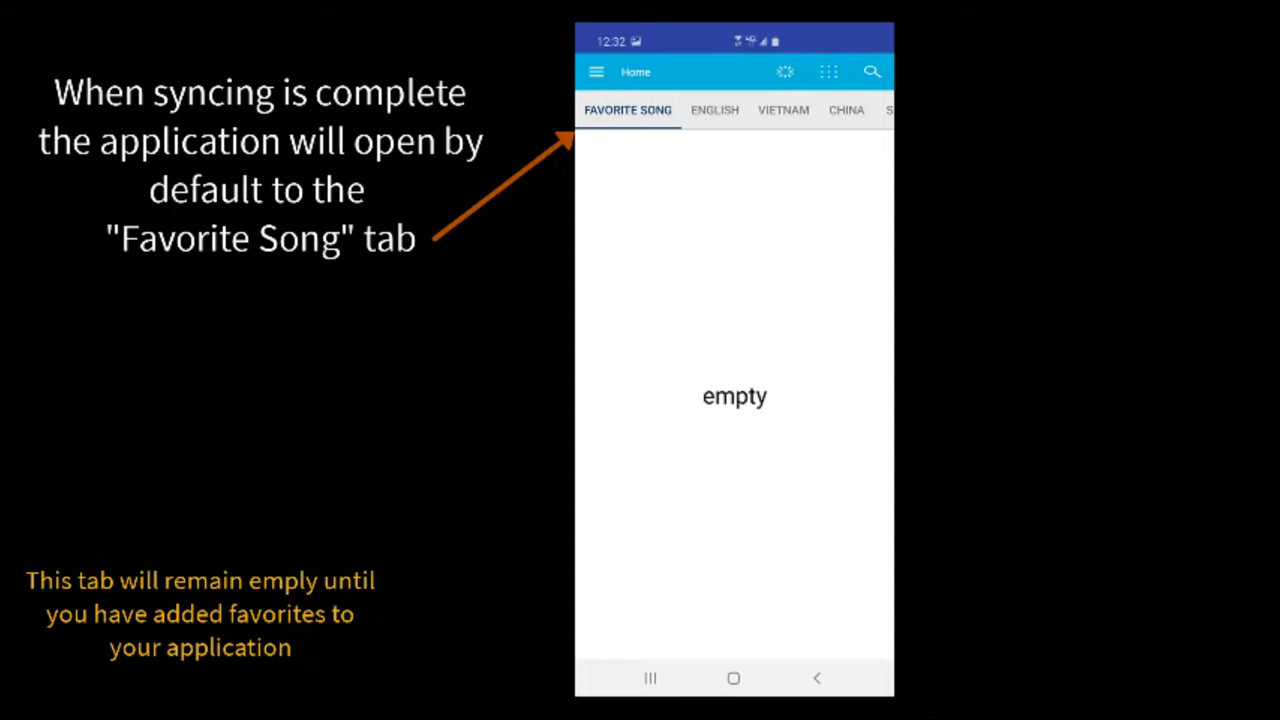 When syncing is complete
the application will open by
default to the
"Favorite Song" tab
12:32
Home
FAVORITE SONG ENGLISH VIETNAM CHINA S
empty
This tab will remain emply until
you have added favorites to
your application